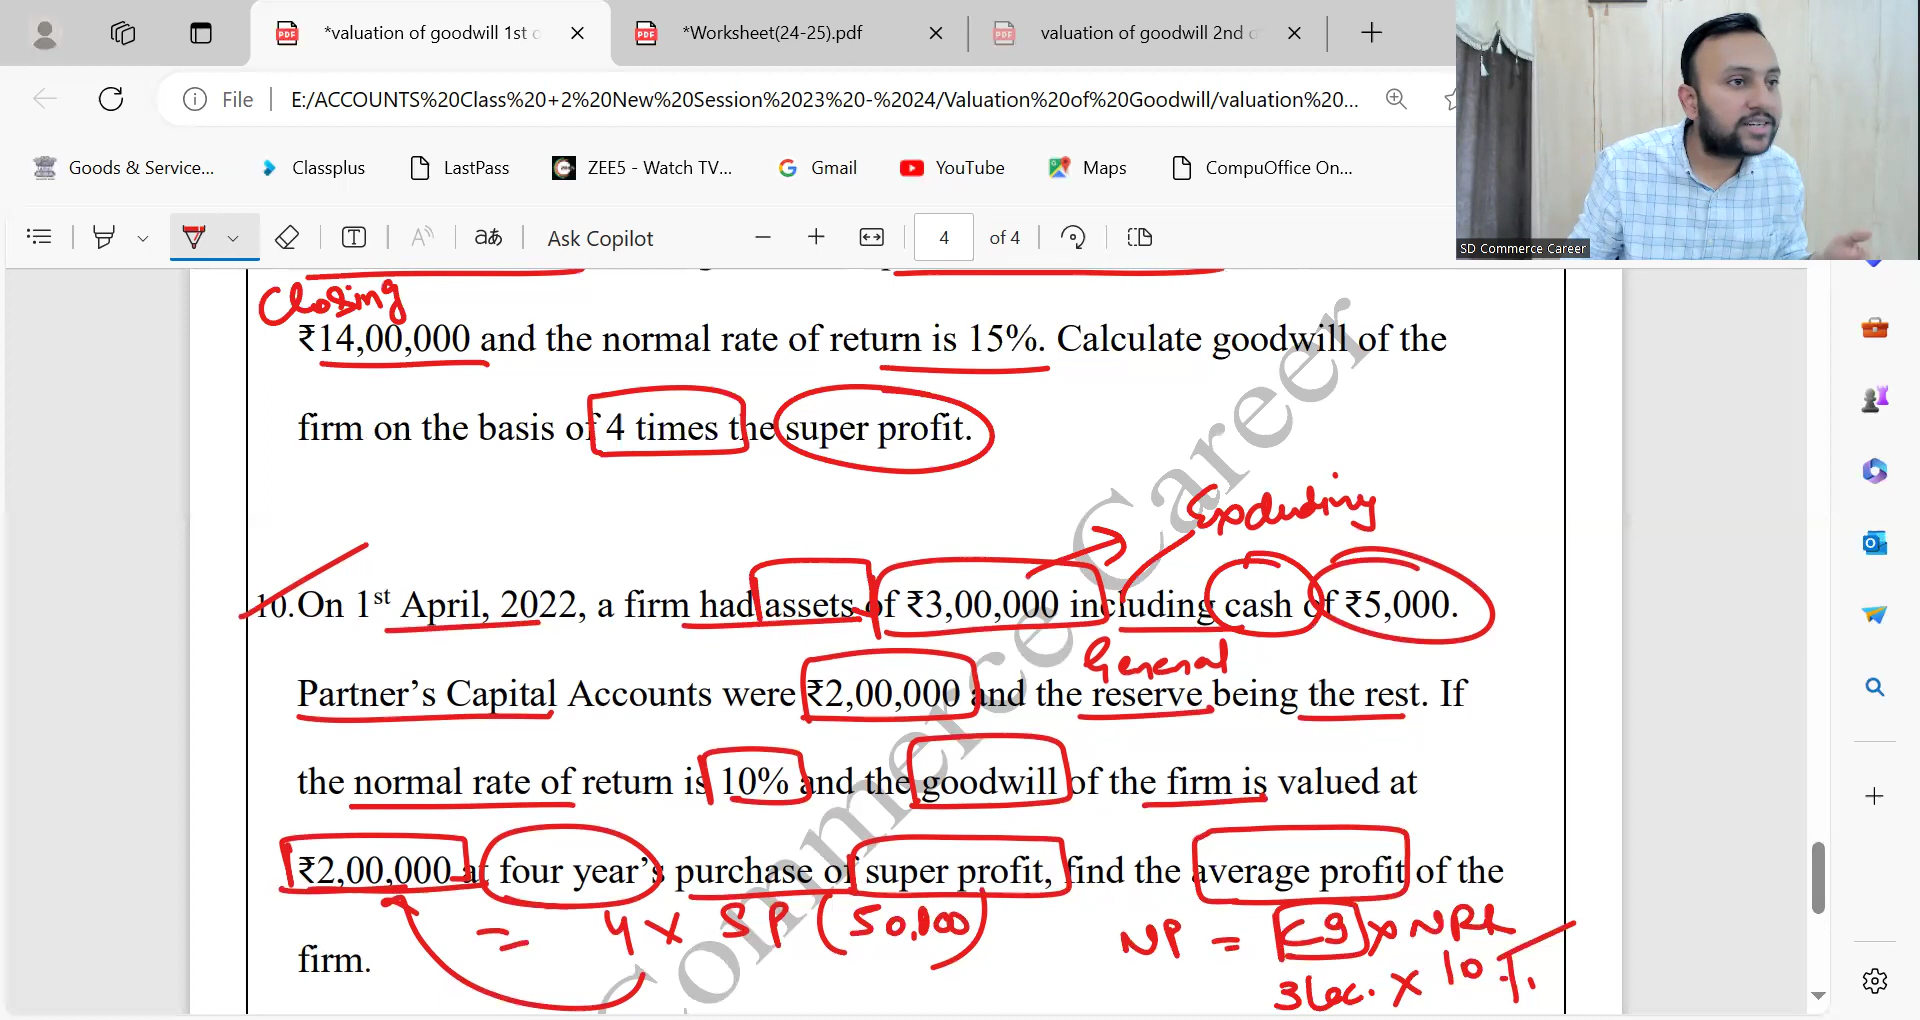 *valuation of goodwill 1st
*Worksheet(24-25).pdf
valuation of goodwill 2nd
File
E:/ACCOUNTS%20Class%20+2%20New%20Session%2023%20-%2024/Valuation%20of%20Goodwill/valuation%20...
Goods & Service...
Classplus
LastPass
ZEE5 - Watch TV...
Gmail
YouTube
Maps
CompuOffice On...
Ask Copilot
4 of 4
SD Commerce Career
Closing
₹14,00,000 and the normal rate of return is 15%. Calculate goodwill of the
firm on the basis of 4 times the super profit.
Excluding
10.On 1st April, 2022, a firm had assets of ₹3,00,000 including cash of ₹5,000.
General
Partner’s Capital Accounts were ₹2,00,000 and the reserve being the rest. If
the normal rate of return is 10% and the goodwill of the firm is valued at
₹2,00,000 at four year’s purchase of super profit, find the average profit of the
= 4 x SP (50,000)
NP = CE x NRR
firm.
3 lac. x 10%
Commerce Career